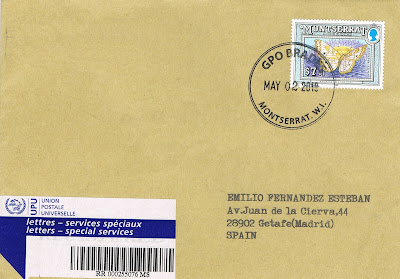 MONTSERRAT
$7
GPO BRADES
MAY 02 2018
MONTSERRAT. W.I.
UPU
UNION
POSTALE
UNIVERSELLE
lettres – services spéciaux
letters – special services
RR 000255076 MS
EMILIO FERNANDEZ ESTEBAN
Av.Juan de la Cierva,44
28902 Getafe(Madrid)
SPAIN